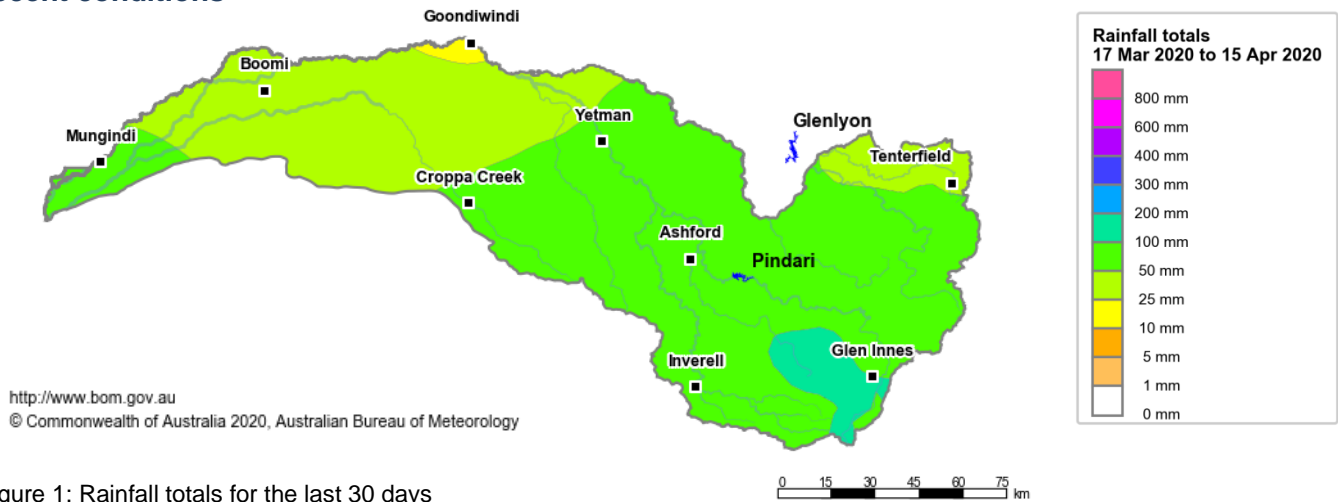 Goondiwindi
Boomi
Mungindi
Yetman
Croppa Creek
Glenlyon
Tenterfield
Ashford
Pindari
Inverell
Glen Innes
Rainfall totals
17 Mar 2020 to 15 Apr 2020
800 mm
600 mm
400 mm
300 mm
200 mm
100 mm
50 mm
25 mm
10 mm
5 mm
1 mm
0 mm
http://www.bom.gov.au
© Commonwealth of Australia 2020, Australian Bureau of Meteorology
0 15 30 45 60 75
km
igure 1: Rainfall totals for the last 30 days